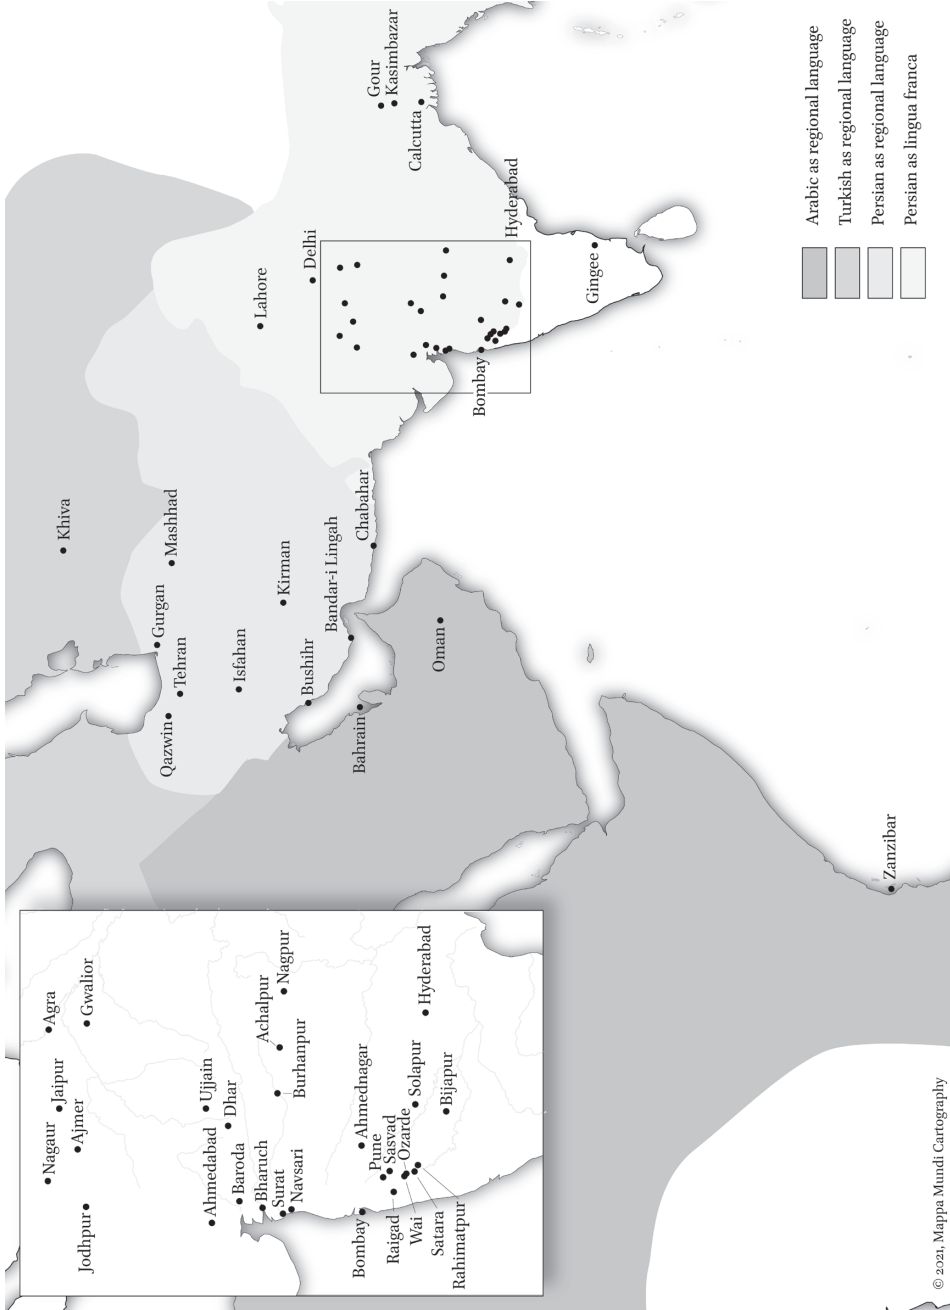 Khiva
Qazwin
Tehran
Gurgan
Mashhad
Isfahan
Kirman
Lahore
Bushihr
Delhi
Bandar-i Lingah
Bahrain
Chabahar
Gour
Kasimbazar
Calcutta
Oman
Bombay
Hyderabad
Gingee
Zanzibar
Nagaur
Agra
Jaipur
Ajmer
Jodhpur
Gwalior
Ahmedabad
Ujjain
Dhar
Baroda
Bharuch
Surat
Navsari
Achalpur
Nagpur
Burhanpur
Bombay
Ahmednagar
Pune
Sasvad
Raigad
Ozarde
Wai
Solapur
Hyderabad
Satara
Bijapur
Rahimatpur
Arabic as regional language
Turkish as regional language
Persian as regional language
Persian as lingua franca
© 2021, Mappa Mundi Cartography